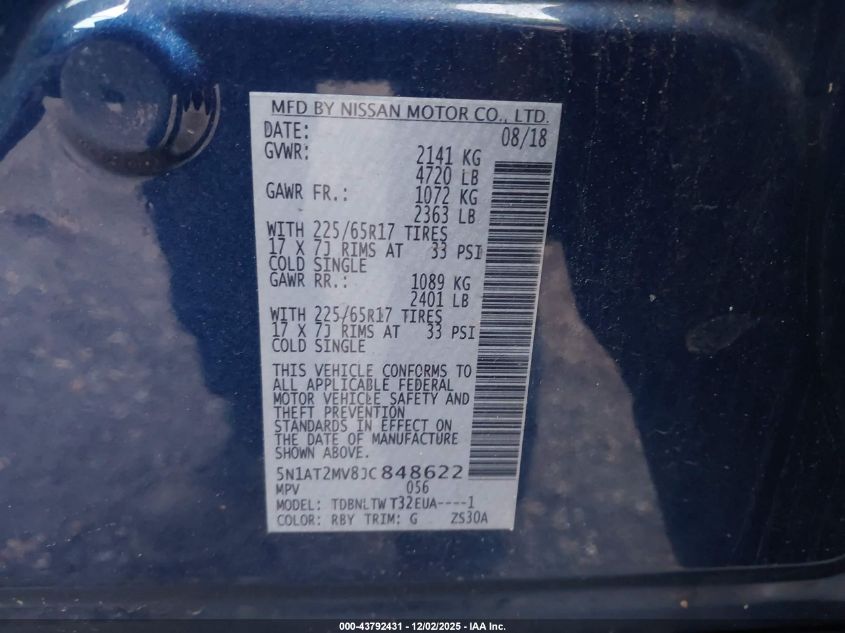 MFD BY NISSAN MOTOR CO., LTD.
DATE: 08/18
GVWR: 2141 KG
4720 LB
GAWR FR.: 1072 KG
2363 LB
WITH 225/65R17 TIRES
17 X 7J RIMS AT 33 PSI
COLD SINGLE
GAWR RR.: 1089 KG
2401 LB
WITH 225/65R17 TIRES
17 X 7J RIMS AT 33 PSI
COLD SINGLE
THIS VEHICLE CONFORMS TO
ALL APPLICABLE FEDERAL
MOTOR VEHICLE SAFETY AND
THEFT PREVENTION
STANDARDS IN EFFECT ON
THE DATE OF MANUFACTURE
SHOWN ABOVE.
5N1AT2MV8JC848622
MPV 056
MODEL: TDBNLTW T32EUA----1
COLOR: RBY TRIM: G ZS30A
000-43792431 - 12/02/2025 - IAA Inc.